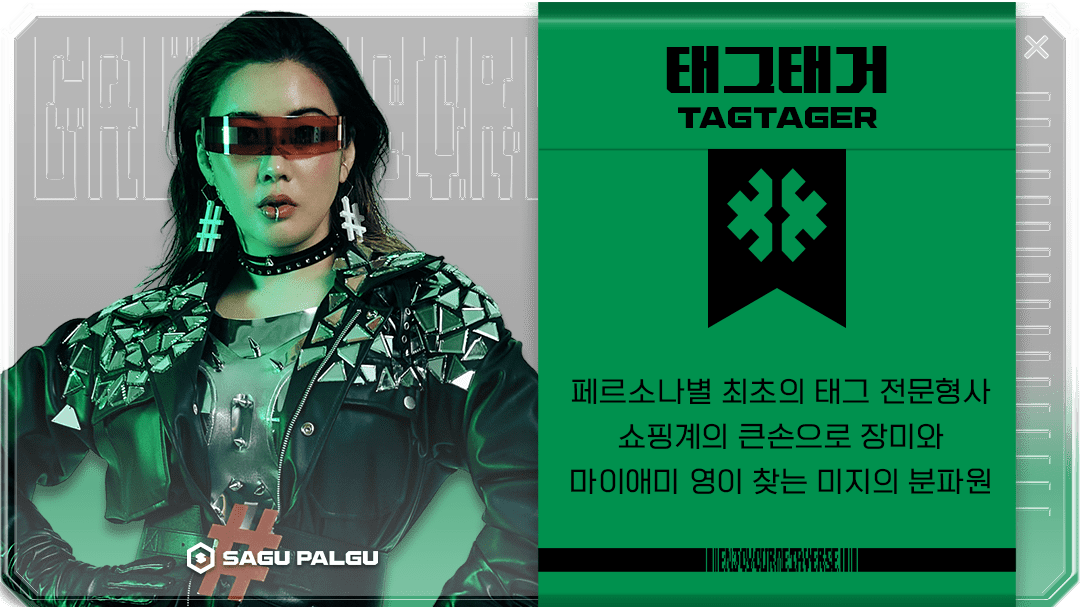 태그태거
TAGTAGER
페르소나별 최초의 태그 전문형사
쇼핑계의 큰손으로 장미와
마이애미 영이 찾는 미지의 분파원
SAGU PALGU
ENJOYOURMETAVERSE